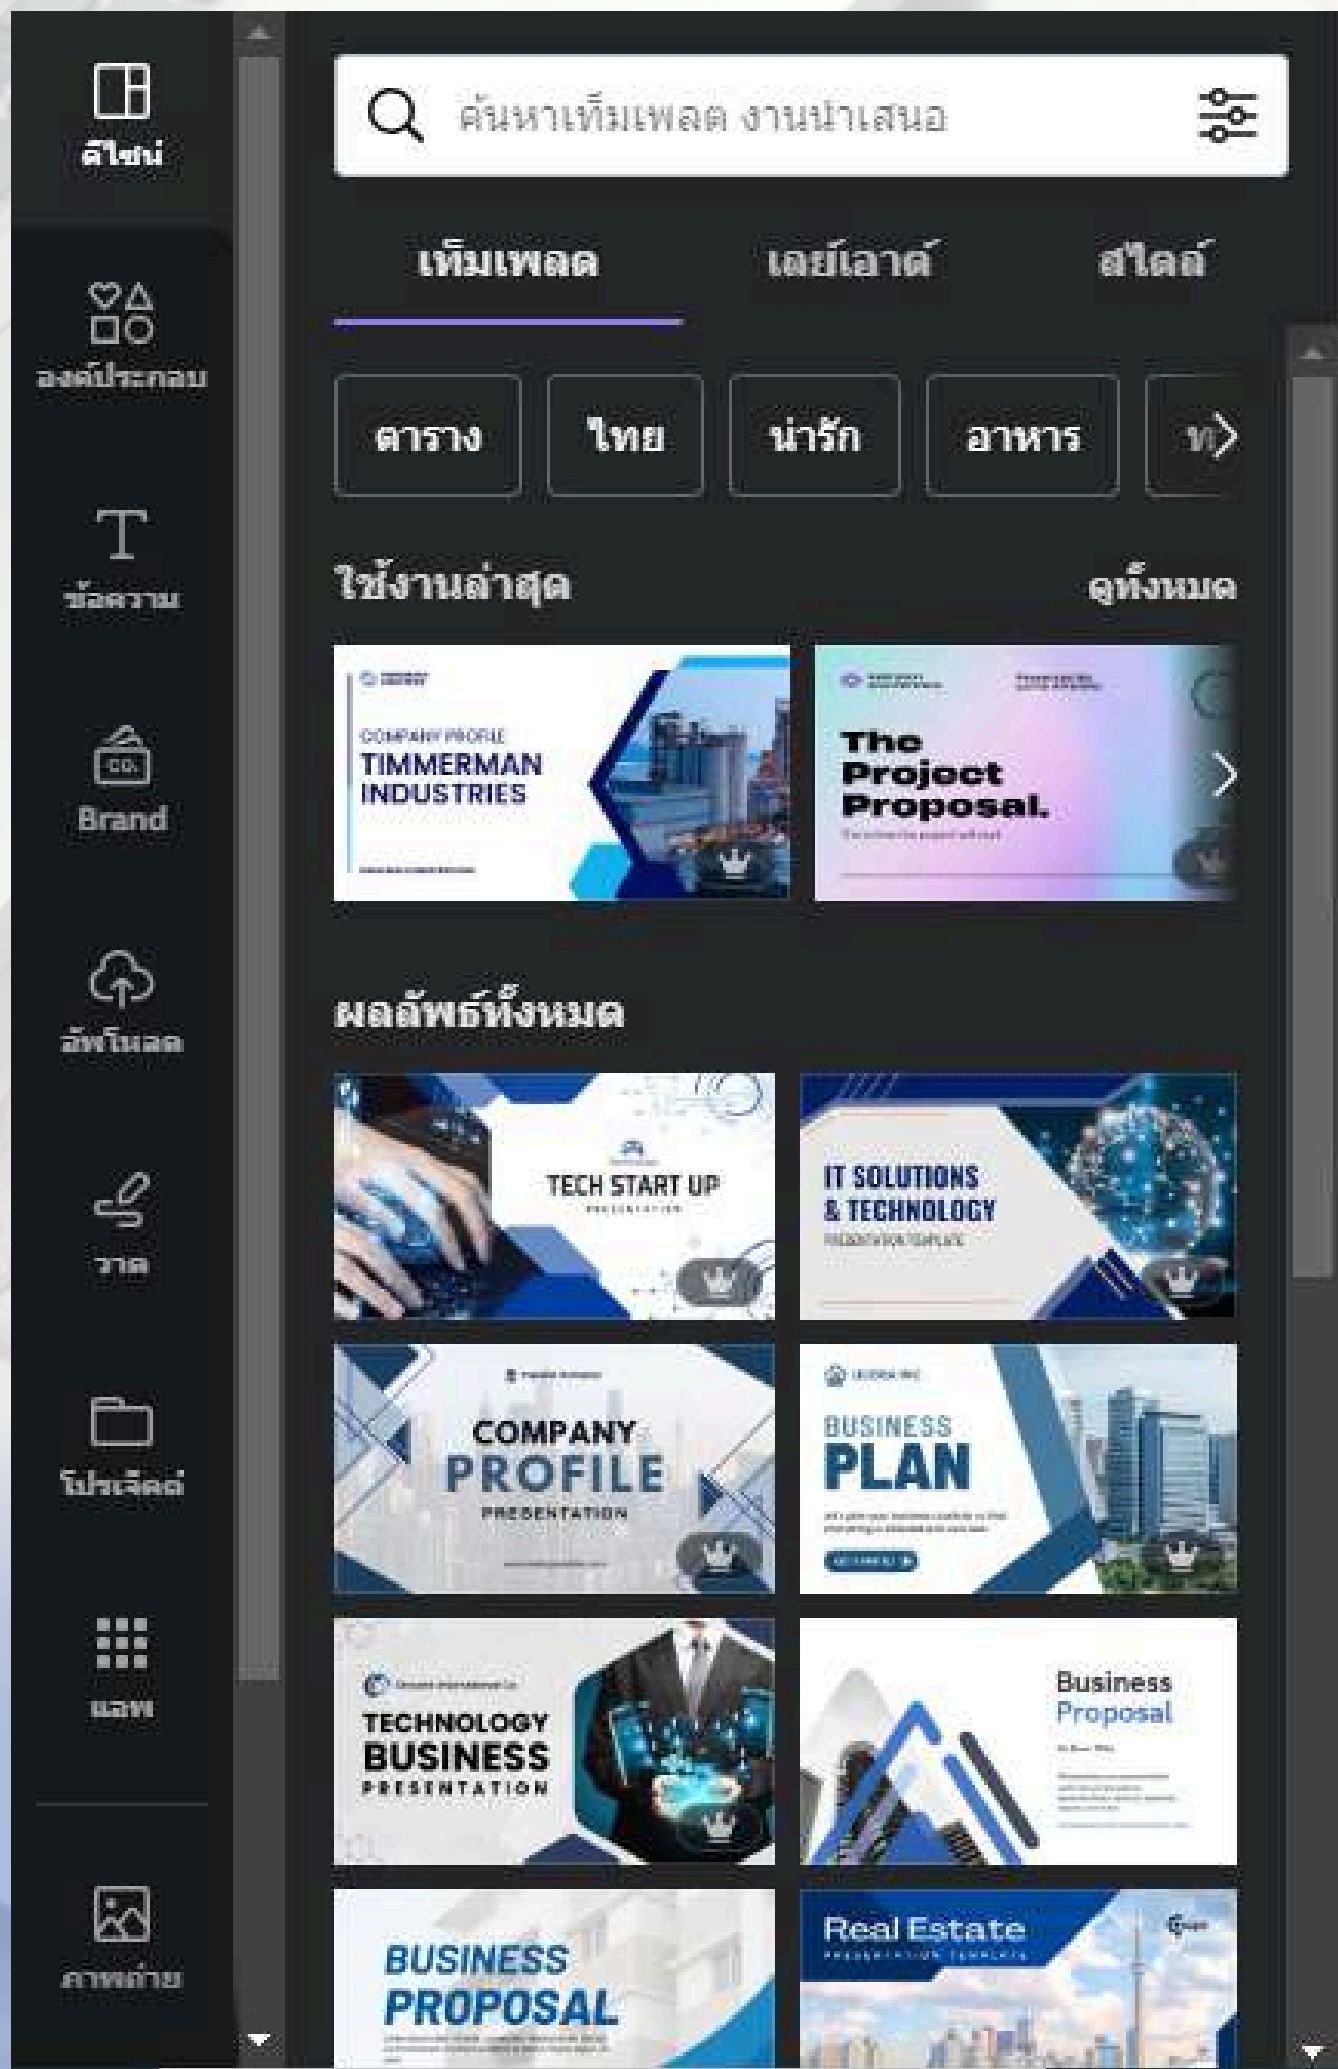 ดีไซน์
องค์ประกอบ
ข้อความ
CO.
Brand
อัพโหลด
วาด
โปรเจ็คต์
แอพ
ภาพถ่าย
ค้นหาเท็มเพลต งานนำเสนอ
เท็มเพลต
เลย์เอาต์
สไตล์
ตาราง
ไทย
น่ารัก
อาหาร
ใช้งานล่าสุด
ดูทั้งหมด
COMPANY PROFILE
TIMMERMAN
INDUSTRIES
The
Project
Proposal.
ผลลัพธ์ทั้งหมด
TECH START UP
PRESENTATION
IT SOLUTIONS
& TECHNOLOGY
PRESENTATION TEMPLATE
COMPANY
PROFILE
PRESENTATION
BUSINESS
PLAN
TECHNOLOGY
BUSINESS
PRESENTATION
Business
Proposal
BUSINESS
PROPOSAL
Real Estate
PRESENTATION TEMPLATE